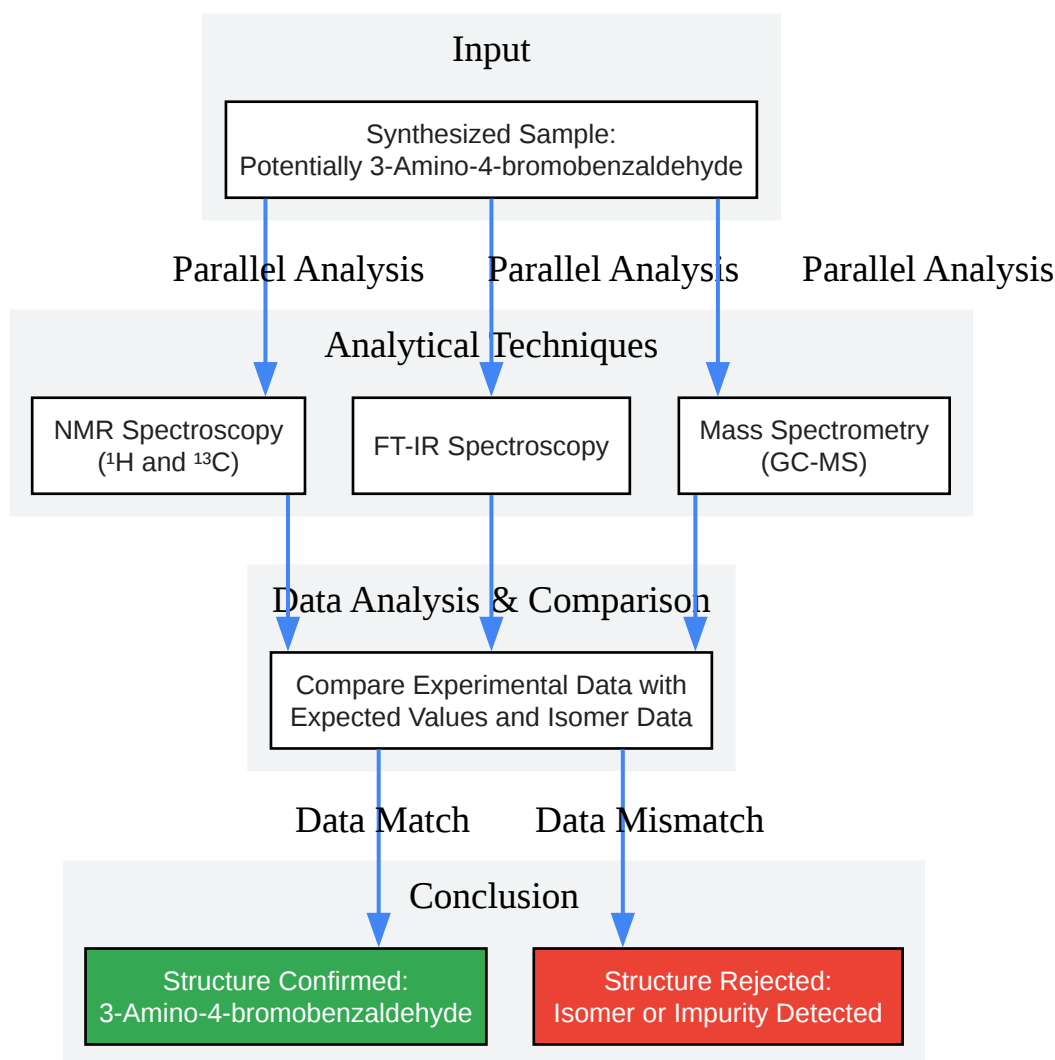 Input
Synthesized Sample:
Potentially 3-Amino-4-bromobenzaldehyde
Parallel Analysis
Parallel Analysis
Parallel Analysis
Analytical Techniques
NMR Spectroscopy
(¹H and ¹³C)
FT-IR Spectroscopy
Mass Spectrometry
(GC-MS)
Data Analysis & Comparison
Compare Experimental Data with
Expected Values and Isomer Data
Data Match
Data Mismatch
Conclusion
Structure Confirmed:
3-Amino-4-bromobenzaldehyde
Structure Rejected:
Isomer or Impurity Detected